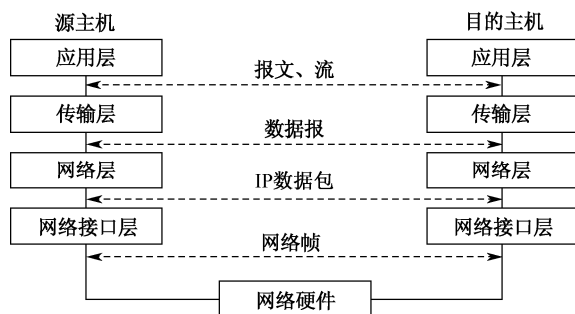 源主机
目的主机
应用层
应用层
报文、流
传输层
传输层
数据报
网络层
网络层
IP数据包
网络接口层
网络接口层
网络帧
网络硬件